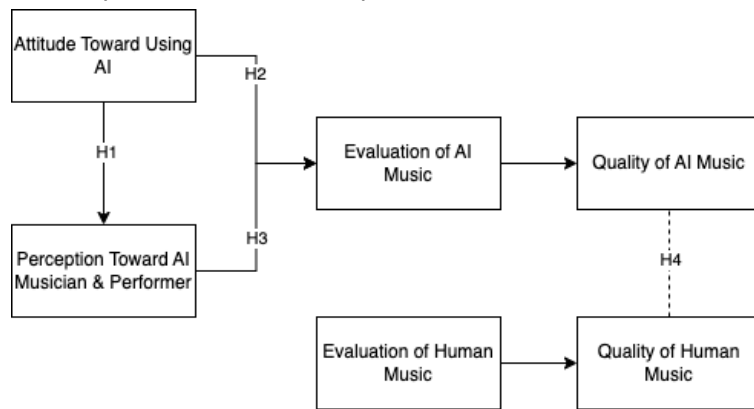 Attitude Toward Using
AI
H2
H1
Evaluation of AI
Music
Quality of AI Music
H3
Perception Toward AI
Musician & Performer
H4
Evaluation of Human
Music
Quality of Human
Music